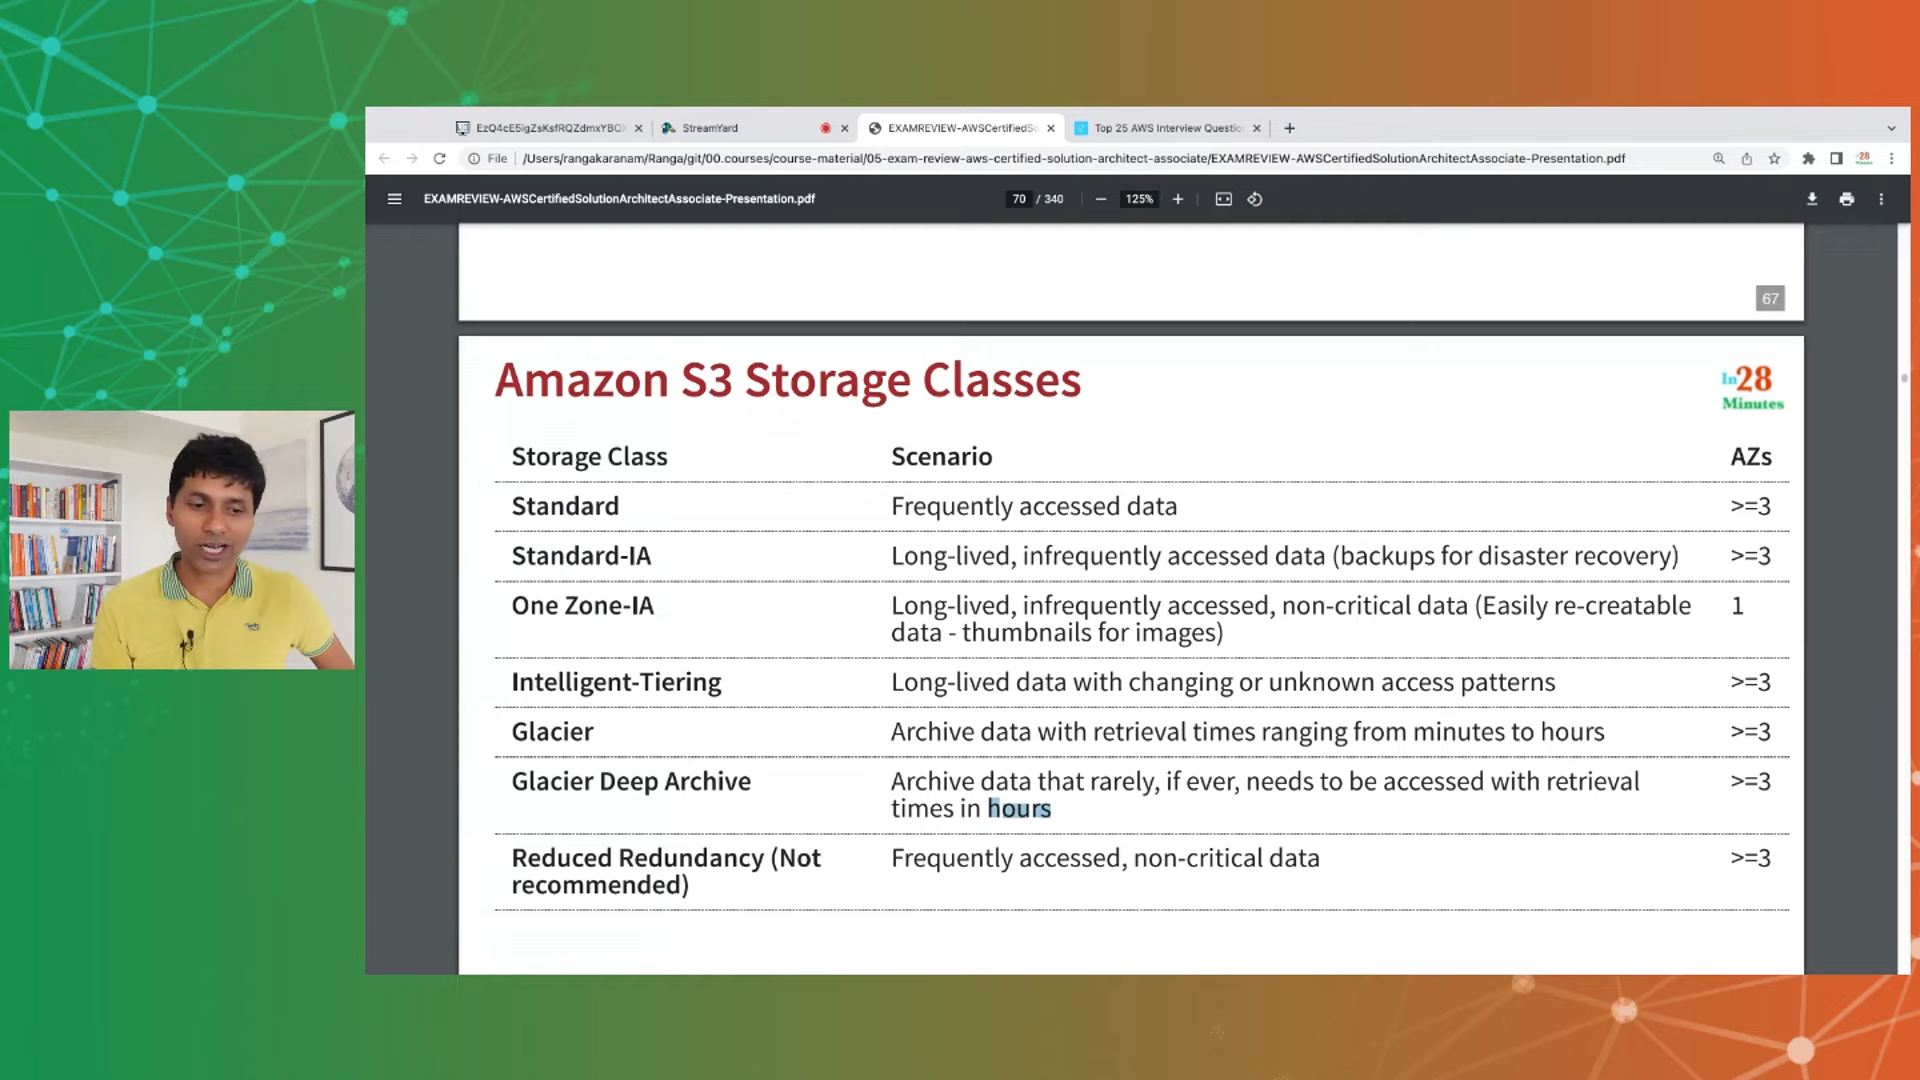 EzQ4cE5igZsKsfRQZdmxYBQX
StreamYard
EXAMREVIEW-AWSCertifiedSo
Top 25 AWS Interview Questio
File
/Users/rangakaranam/Ranga/git/00.courses/course-material/05-exam-review-aws-certified-solution-architect-associate/EXAMREVIEW-AWSCertifiedSolutionArchitectAssociate-Presentation.pdf
EXAMREVIEW-AWSCertifiedSolutionArchitectAssociate-Presentation.pdf
70 / 340
125%
67
Amazon S3 Storage Classes
In 28
Minutes
Storage Class Scenario AZs
Standard Frequently accessed data >=3
Standard-IA Long-lived, infrequently accessed data (backups for disaster recovery) >=3
One Zone-IA Long-lived, infrequently accessed, non-critical data (Easily re-creatable 1
data - thumbnails for images)
Intelligent-Tiering Long-lived data with changing or unknown access patterns >=3
Glacier Archive data with retrieval times ranging from minutes to hours >=3
Glacier Deep Archive Archive data that rarely, if ever, needs to be accessed with retrieval >=3
times in hours
Reduced Redundancy (Not Frequently accessed, non-critical data >=3
recommended)